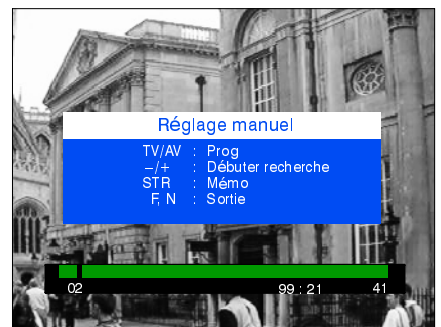 Réglage manuel
TV/AV : Prog
−/+ : Débuter recherche
STR : Mémo
F, N : Sortie
02 99 : 21 41